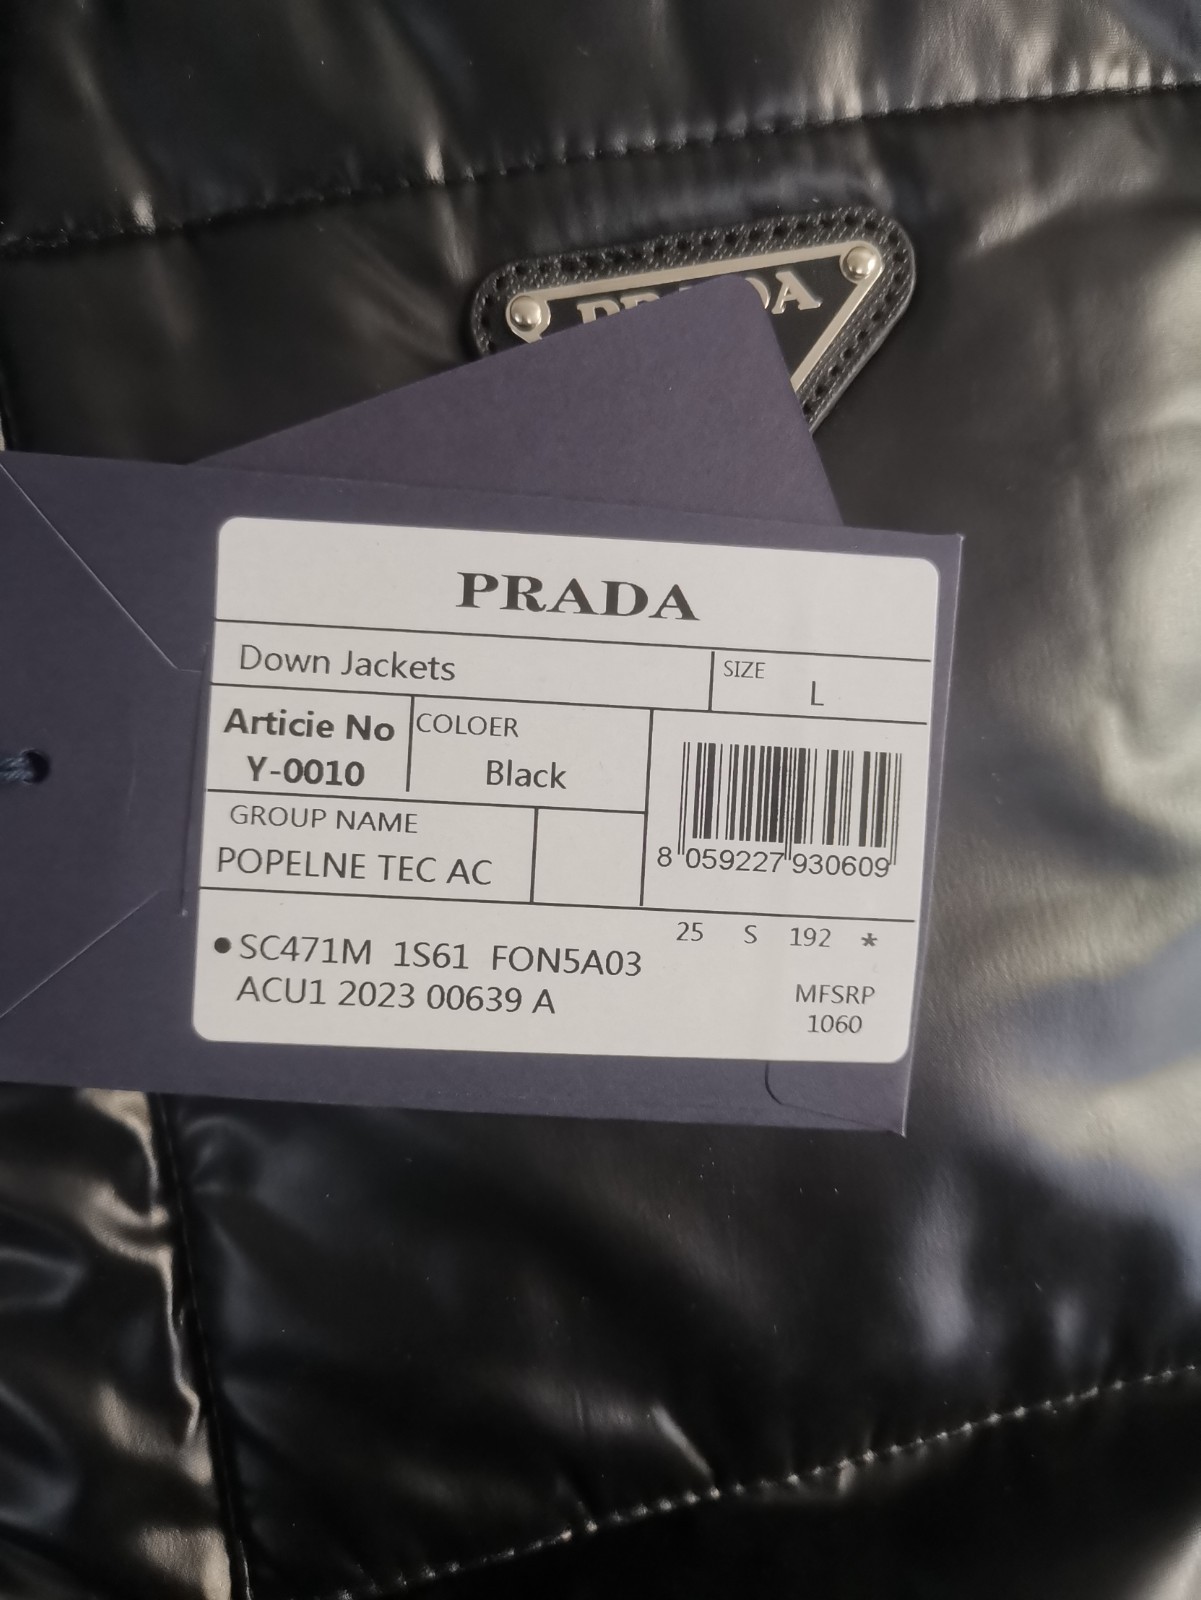 PRADA
PRADA
Down Jackets
SIZE
L
Articie No
Y-0010
COLOER
Black
GROUP NAME
POPELNE TEC AC
8 059227 930609
25 S 192 *
● SC471M 1S61 FON5A03
ACU1 2023 00639 A
MFSRP
1060